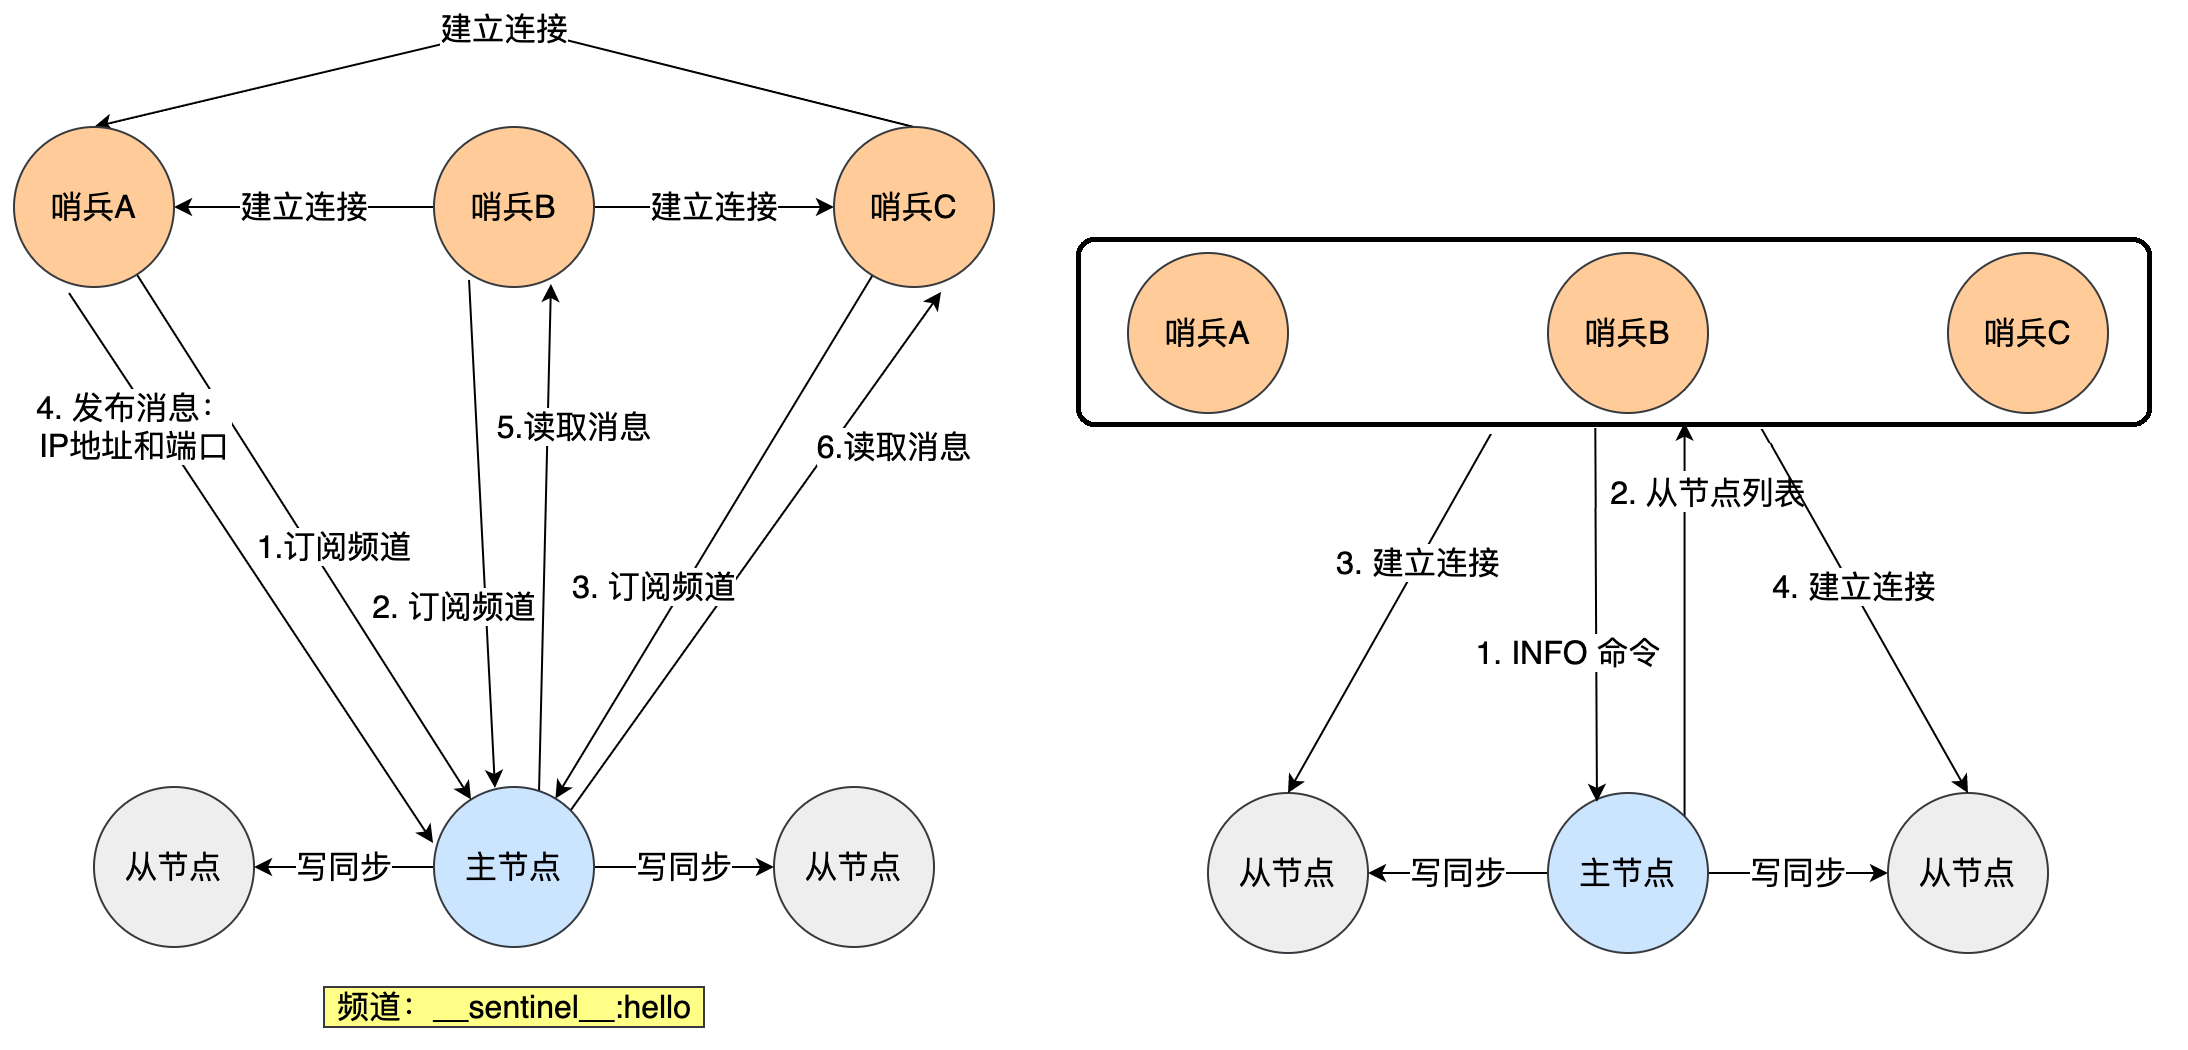 建立连接
哨兵A
建立连接
哨兵B
建立连接
哨兵C
4. 发布消息：
IP地址和端口
5.读取消息
6.读取消息
1.订阅频道
2. 订阅频道
3. 订阅频道
从节点
写同步
主节点
写同步
从节点
频道：__sentinel__:hello
哨兵A
哨兵B
哨兵C
2. 从节点列表
3. 建立连接
4. 建立连接
1. INFO 命令
从节点
写同步
主节点
写同步
从节点